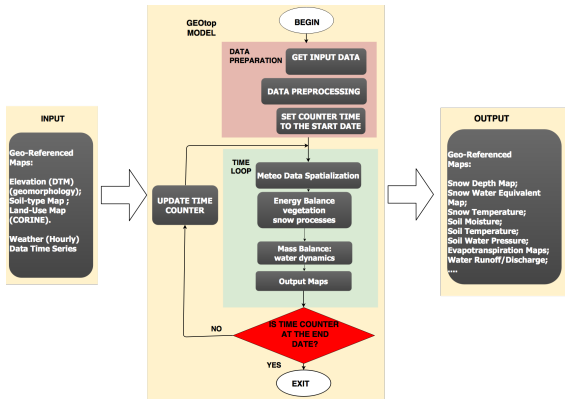 INPUT
Geo-Referenced
Maps:
Elevation (DTM)
(geomorphology);
Soil-type Map ;
Land-Use Map
(CORINE).
Weather (Hourly)
Data Time Series
GEOtop
MODEL
BEGIN
DATA
PREPARATION
GET INPUT DATA
DATA PREPROCESSING
SET COUNTER TIME
TO THE START DATE
TIME
LOOP
Meteo Data Spatialization
UPDATE TIME
COUNTER
Energy Balance
vegetation
snow processes
Mass Balance:
water dynamics
Output Maps
IS TIME COUNTER
AT THE END
DATE?
NO
YES
EXIT
OUTPUT
Geo-Referenced
Maps:
Snow Depth Map;
Snow Water Equivalent
Map;
Snow Temperature;
Soil Moisture;
Soil Temperature;
Soil Water Pressure;
Evapotranspiration Maps;
Water Runoff/Discharge;
....